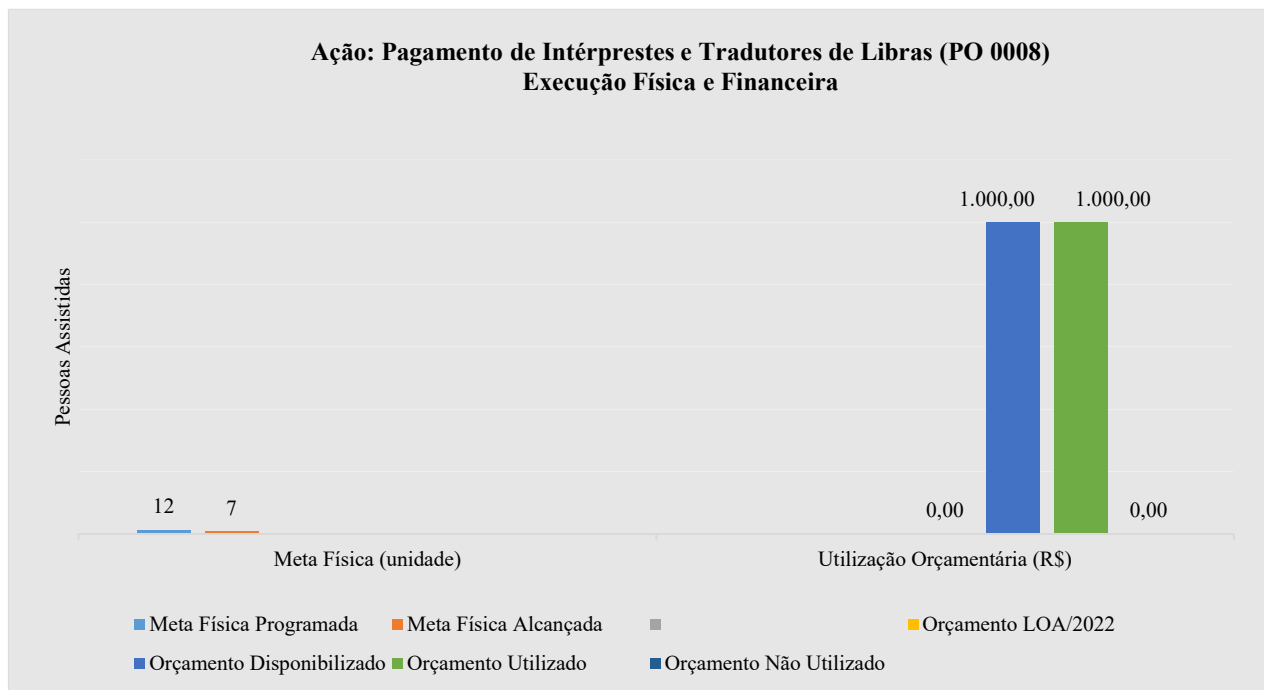 Ação: Pagamento de Intérprestes e Tradutores de Libras (PO 0008)
Execução Física e Financeira
Pessoas Assistidas
1.000,00
1.000,00
12
7
0,00
0,00
Meta Física (unidade)
Utilização Orçamentária (R$)
Meta Física Programada
Meta Física Alcançada
Orçamento LOA/2022
Orçamento Disponibilizado
Orçamento Utilizado
Orçamento Não Utilizado